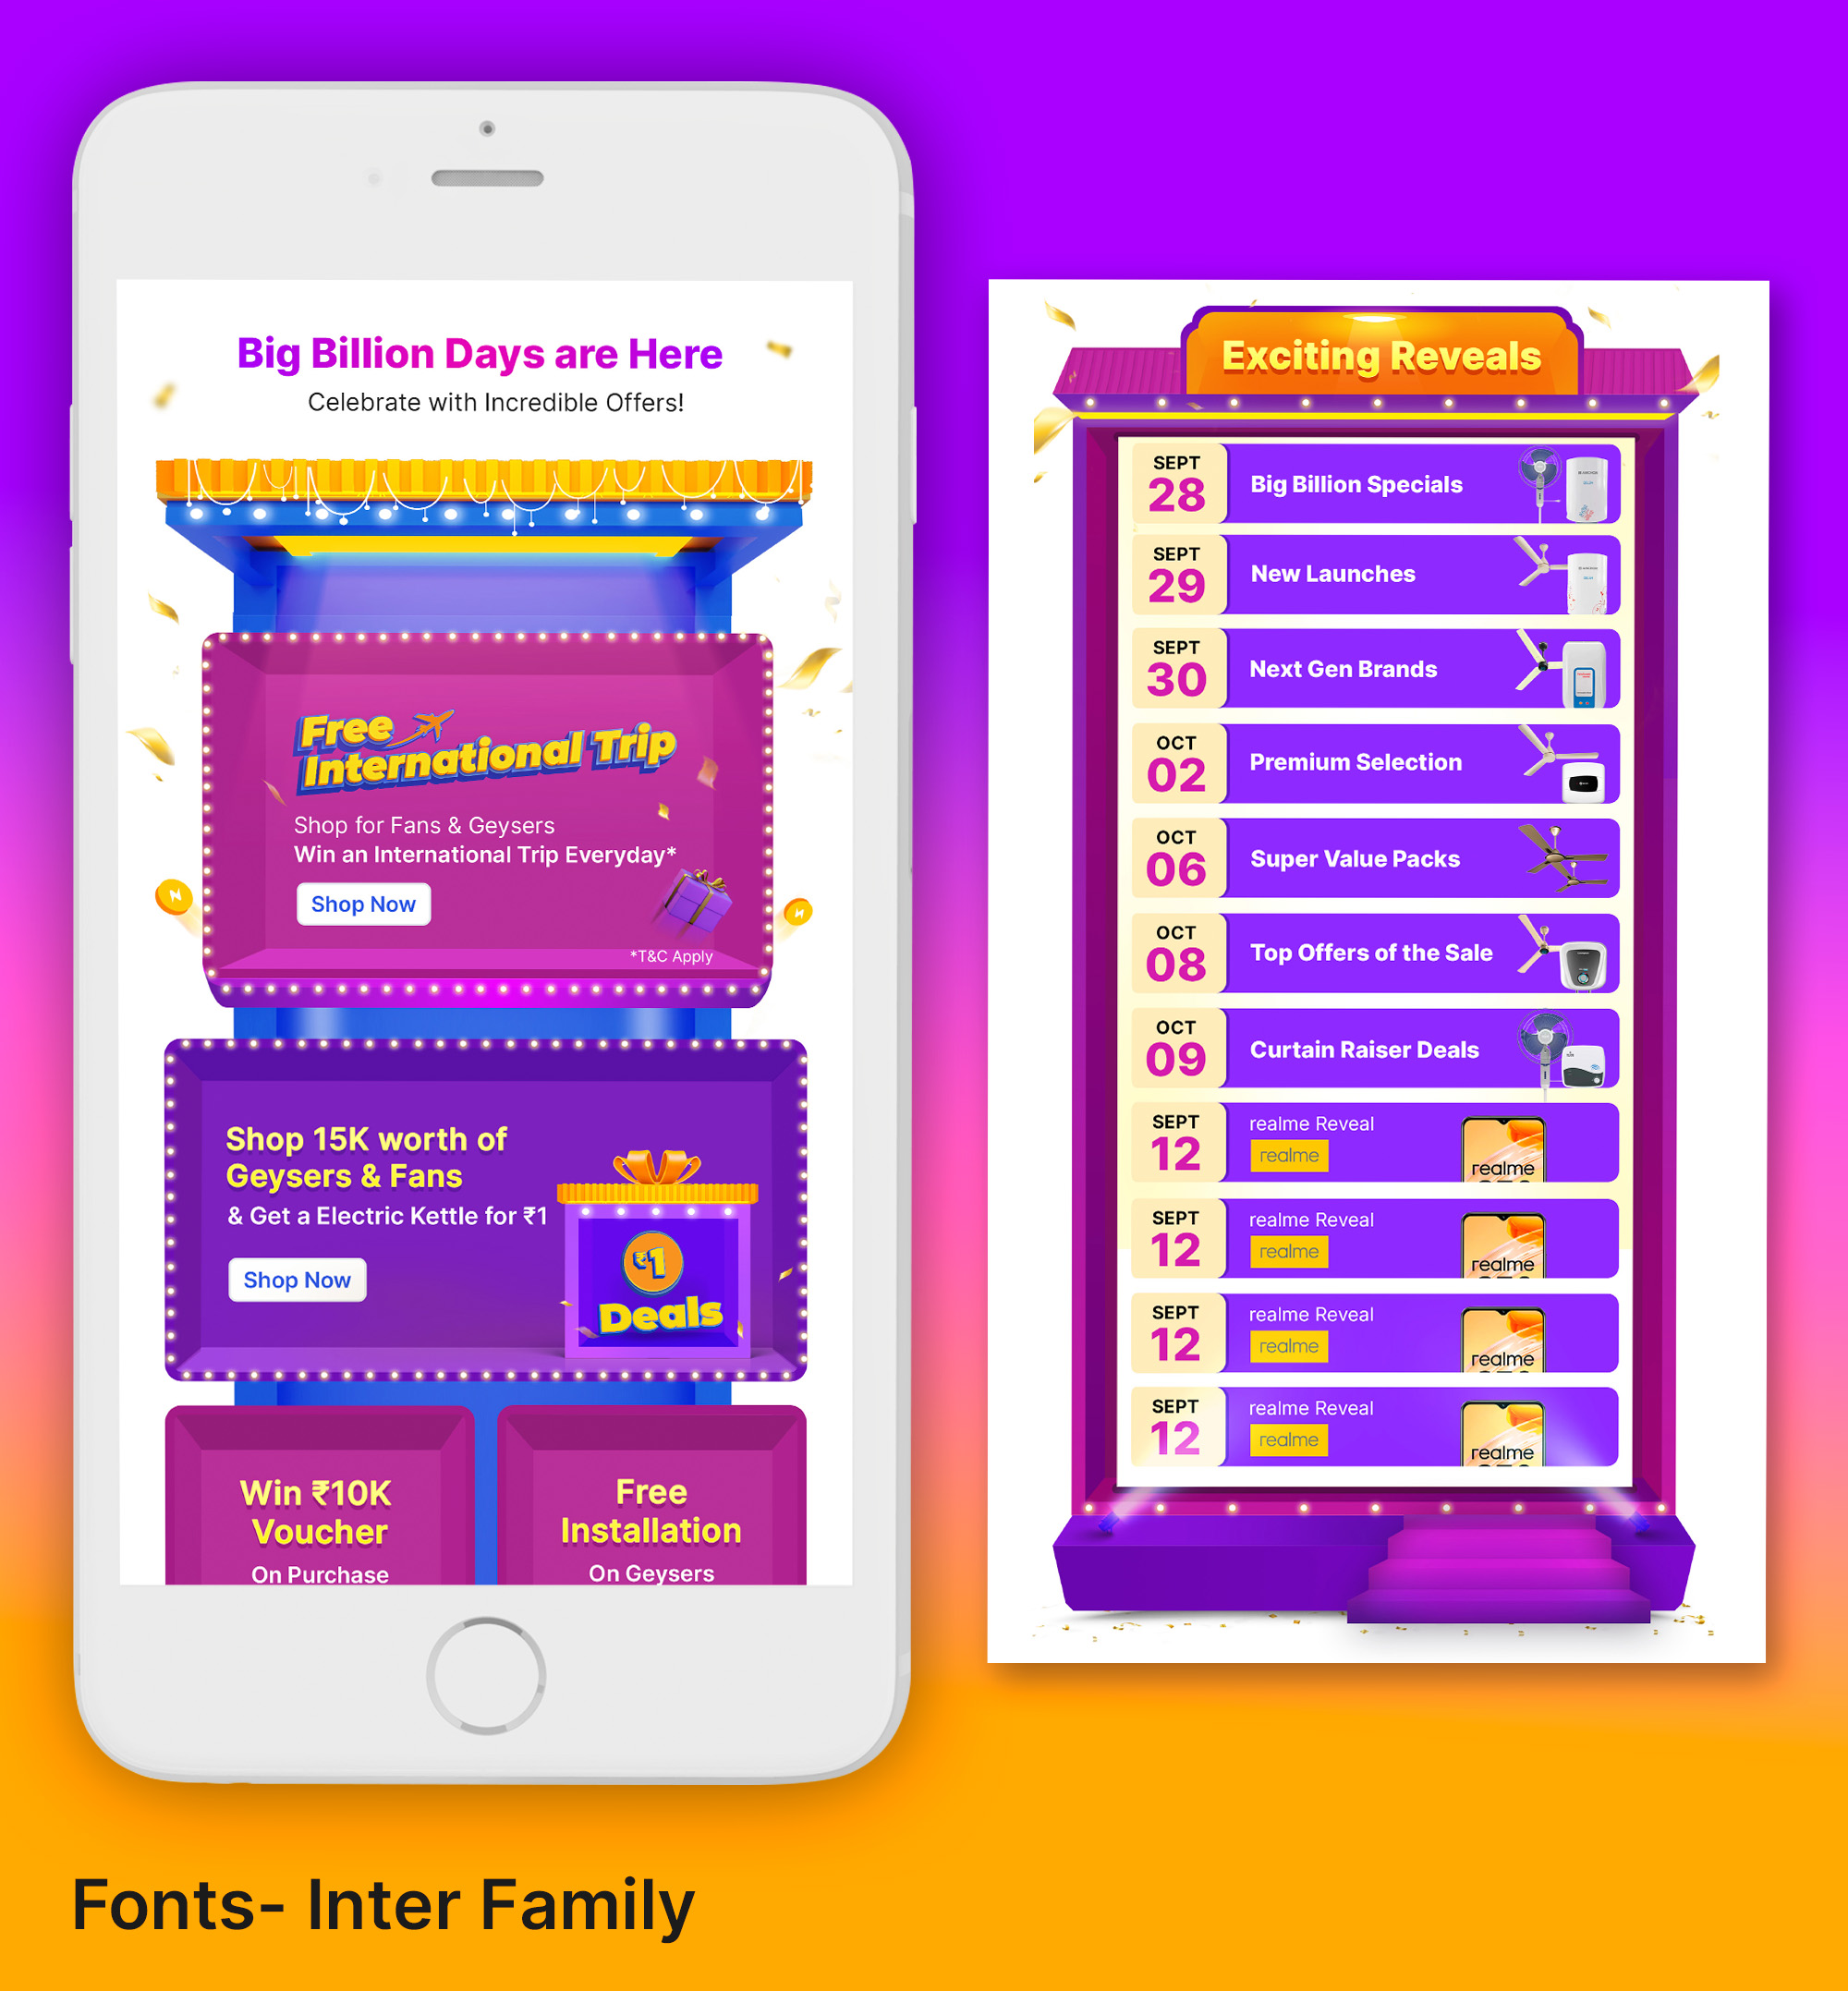 Big Billion Days are Here
Celebrate with Incredible Offers!
Free
International Trip
Shop for Fans & Geysers
Win an International Trip Everyday*
Shop Now
*T&C Apply
Shop 15K worth of
Geysers & Fans
& Get a Electric Kettle for ₹1
Shop Now
₹1
Deals
Win ₹10K
Voucher
On Purchase
Free
Installation
On Geysers
Exciting Reveals
SEPT
28
Big Billion Specials
SEPT
29
New Launches
SEPT
30
Next Gen Brands
OCT
02
Premium Selection
OCT
06
Super Value Packs
OCT
08
Top Offers of the Sale
OCT
09
Curtain Raiser Deals
SEPT
12
realme Reveal
realme
realme
SEPT
12
realme Reveal
realme
realme
SEPT
12
realme Reveal
realme
realme
SEPT
12
realme Reveal
realme
realme
Fonts- Inter Family